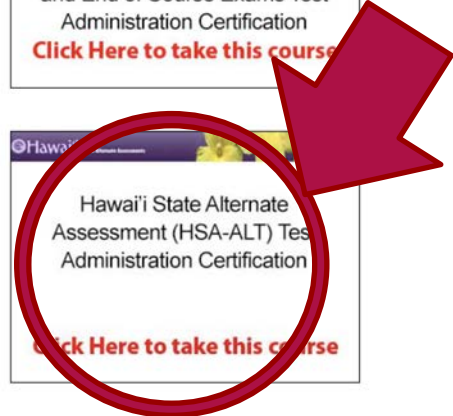 and End of Course Exams Test
Administration Certification
Click Here to take this course
Hawai'i State Alternate
Assessment (HSA-ALT) Test
Administration Certification
Click Here to take this course